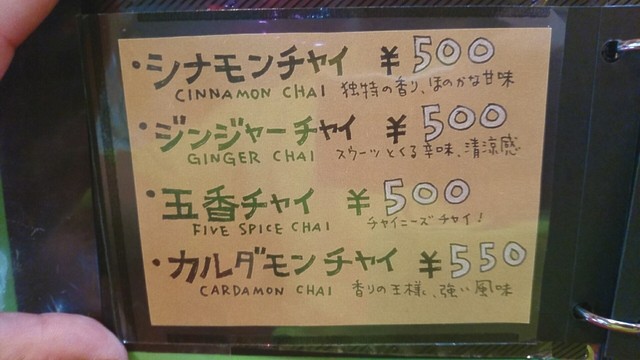 ・シナモンチャイ ¥500
CINNAMON CHAI 独特の香り、ほのかな甘味
・ジンジャーチャイ ¥500
GINGER CHAI スウーッとくる辛味、清涼感
・五香チャイ ¥500
FIVE SPICE CHAI チャイニーズチャイ!
・カルダモンチャイ ¥550
CARDAMON CHAI 香りの王様、強い風味